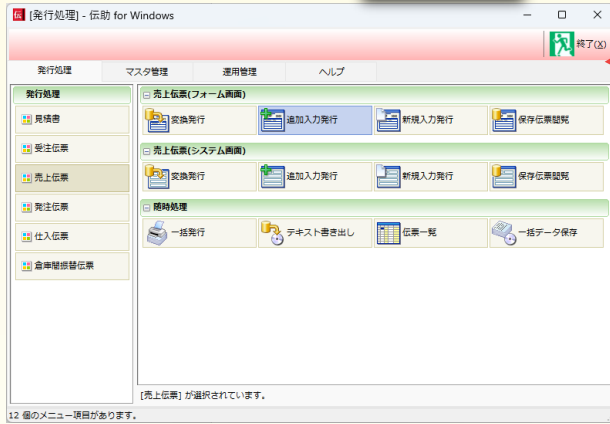 伝 [発行処理] - 伝助 for Windows
終了(X)
発行処理 マスタ管理 運用管理 ヘルプ
発行処理
見積書
受注伝票
売上伝票
発注伝票
仕入伝票
倉庫間振替伝票
売上伝票(フォーム画面)
変換発行 追加入力発行 新規入力発行 保存伝票閲覧
売上伝票(システム画面)
変換発行 追加入力発行 新規入力発行 保存伝票閲覧
随時処理
一括発行 テキスト書き出し 伝票一覧 一括データ保存
[売上伝票] が選択されています。
12 個のメニュー項目があります。